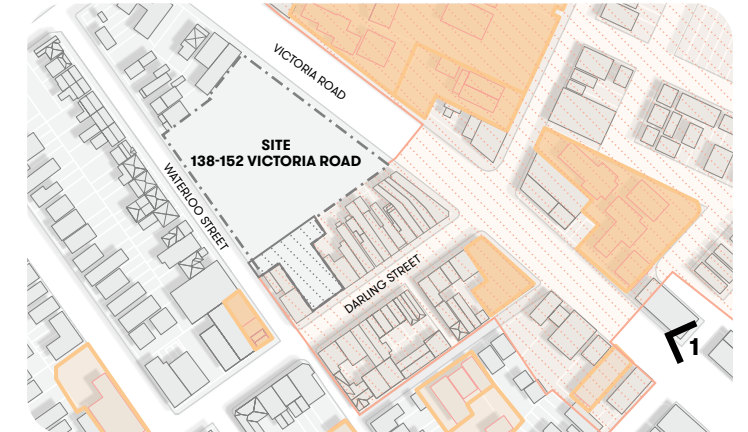 VICTORIA ROAD
SITE
138-152 VICTORIA ROAD
WATERLOO STREET
DARLING STREET
1